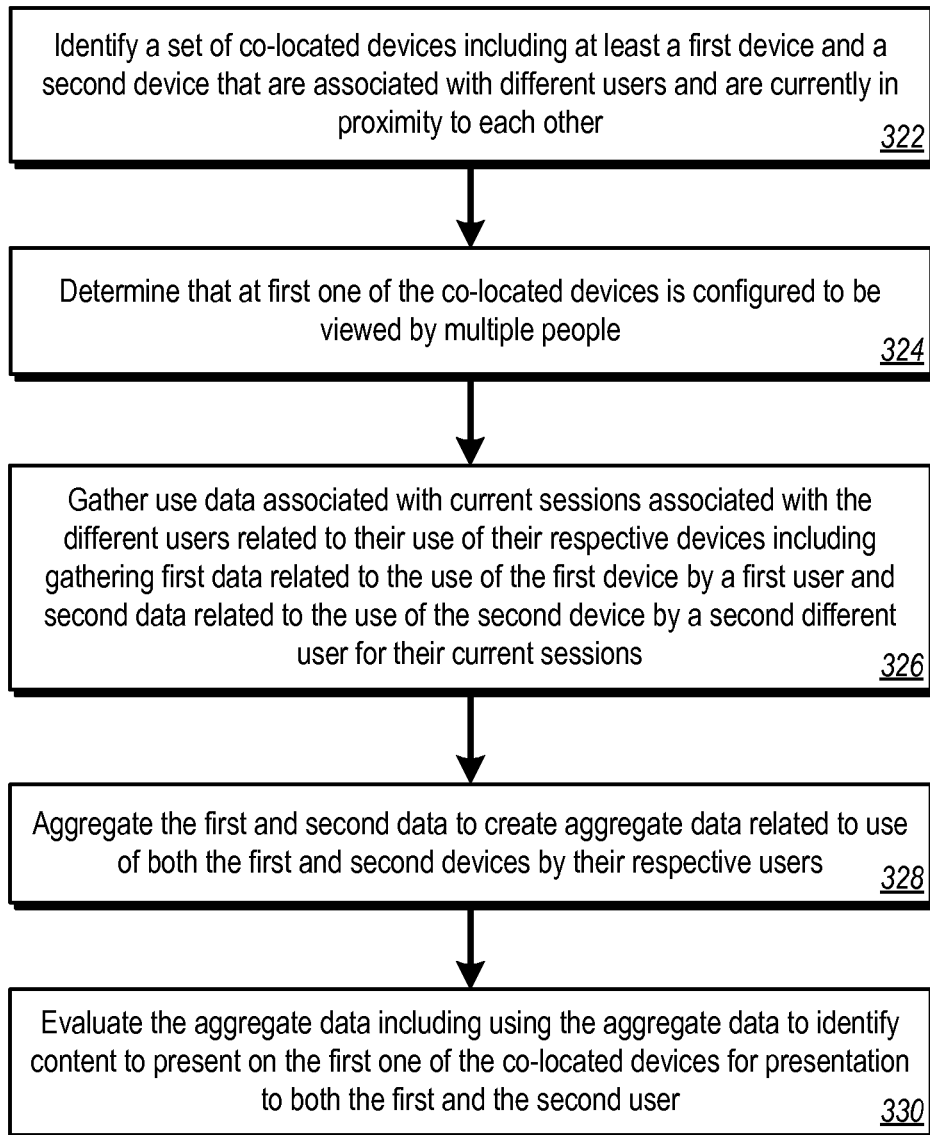 Identify a set of co-located devices including at least a first device and a
second device that are associated with different users and are currently in
proximity to each other
322
Determine that at first one of the co-located devices is configured to be
viewed by multiple people
324
Gather use data associated with current sessions associated with the
different users related to their use of their respective devices including
gathering first data related to the use of the first device by a first user and
second data related to the use of the second device by a second different
user for their current sessions
326
Aggregate the first and second data to create aggregate data related to use
of both the first and second devices by their respective users
328
Evaluate the aggregate data including using the aggregate data to identify
content to present on the first one of the co-located devices for presentation
to both the first and the second user
330